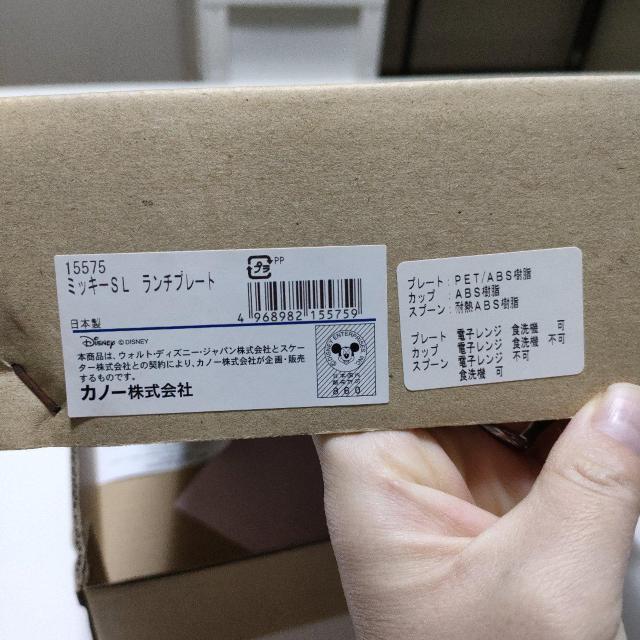 15575
ミッキーSL ランチプレート
プラ
PP
4 968982 155759
日本製
Disney © DISNEY
本商品は、ウォルト・ディズニー・ジャパン株式会社とスケー
ター株式会社との契約により、カノー株式会社が企画・販売
するものです。
カノー株式会社
860
プレート：PET/ABS樹脂
カップ：ABS樹脂
スプーン：耐熱ABS樹脂
プレート 電子レンジ 食洗機 可
カップ 電子レンジ 食洗機 不可
スプーン 電子レンジ 不可
食洗機 可